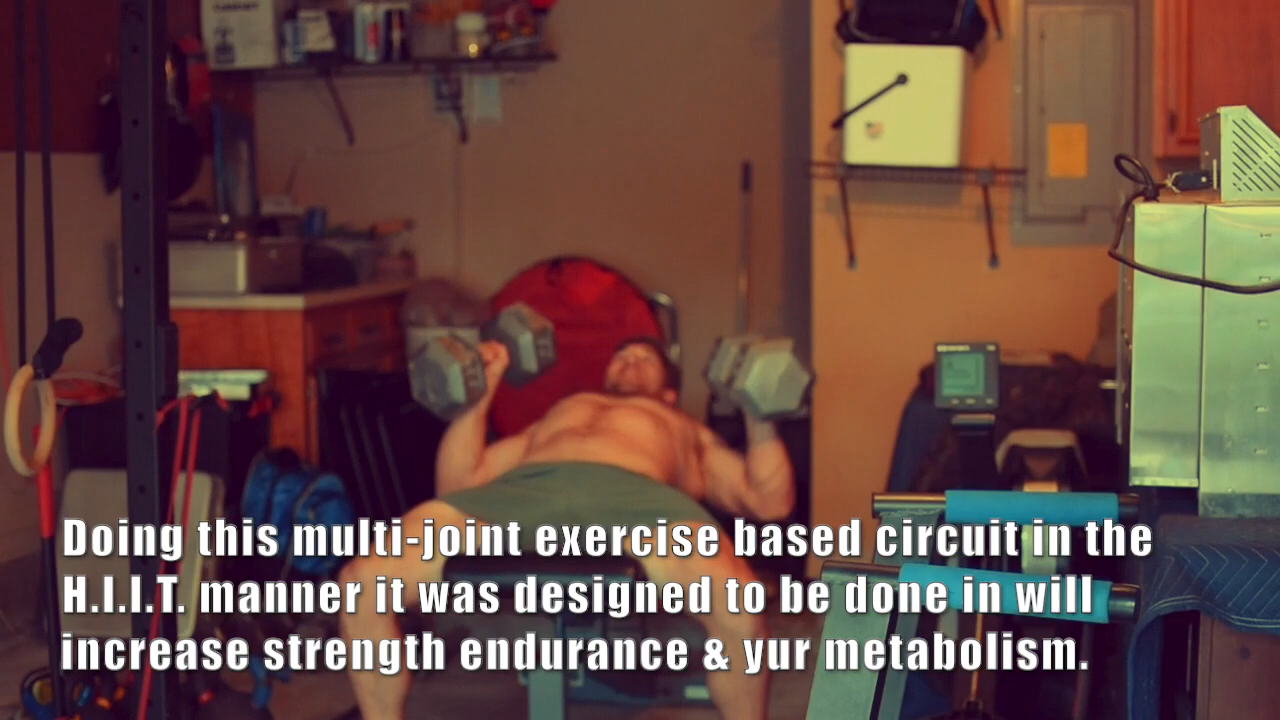 Doing this multi-joint exercise based circuit in the
H.I.I.T. manner it was designed to be done in will
increase strength endurance & yur metabolism.